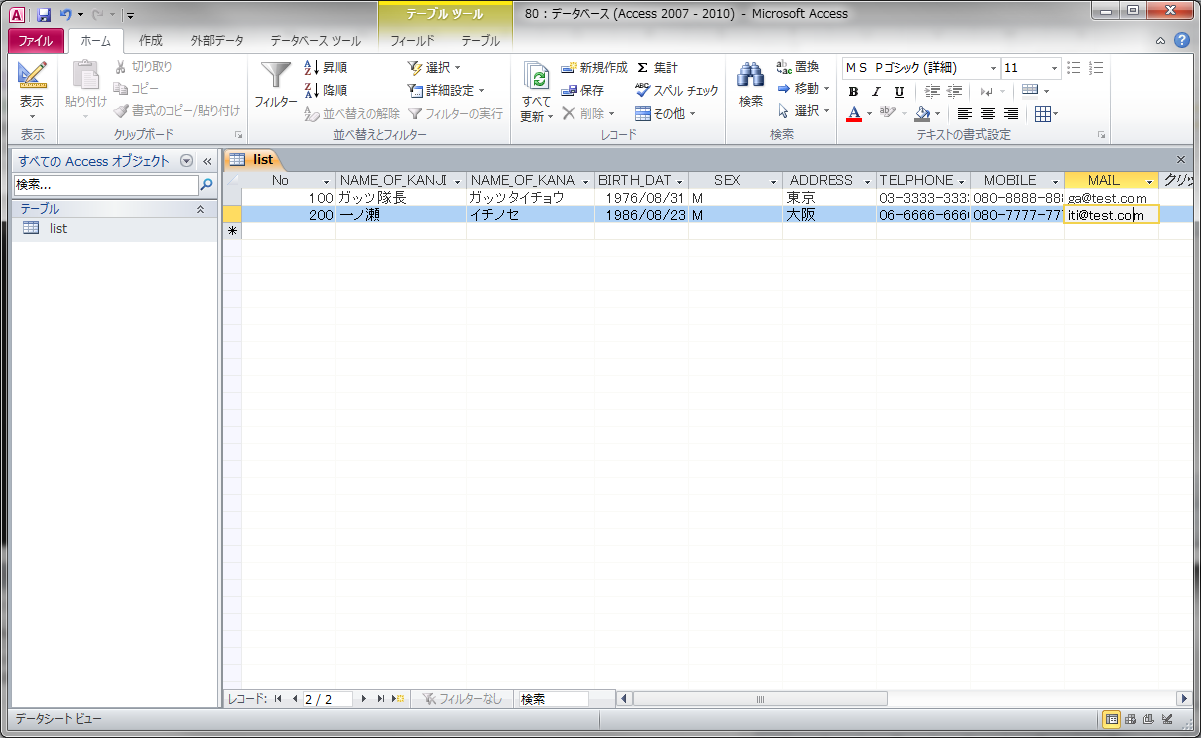 テーブル ツール
80 : データベース (Access 2007 - 2010) - Microsoft Access
ファイル ホーム 作成 外部データ データベース ツール フィールド テーブル
表示
表示
貼り付け
切り取り
コピー
書式のコピー/貼り付け
クリップボード
フィルター
昇順
降順
並べ替えの解除
選択
詳細設定
フィルターの実行
並べ替えとフィルター
すべて
更新
新規作成
保存
削除
Σ 集計
スペル チェック
その他
レコード
検索
置換
移動
選択
検索
MS Pゴシック (詳細) 11
B I U
A
テキストの書式設定
すべての Access オブジェクト
検索...
テーブル
list
list
No NAME_OF_KANJI NAME_OF_KANA BIRTH_DAT SEX ADDRESS TELPHONE MOBILE MAIL クリッ
100 ガッツ隊長 ガッツタイチョウ 1976/08/31 M 東京 03-3333-333 080-8888-88 ga@test.com
200 一ノ瀬 イチノセ 1986/08/23 M 大阪 06-6666-666 080-7777-77 iti@test.com
レコード: 2 / 2 フィルターなし 検索
データシート ビュー